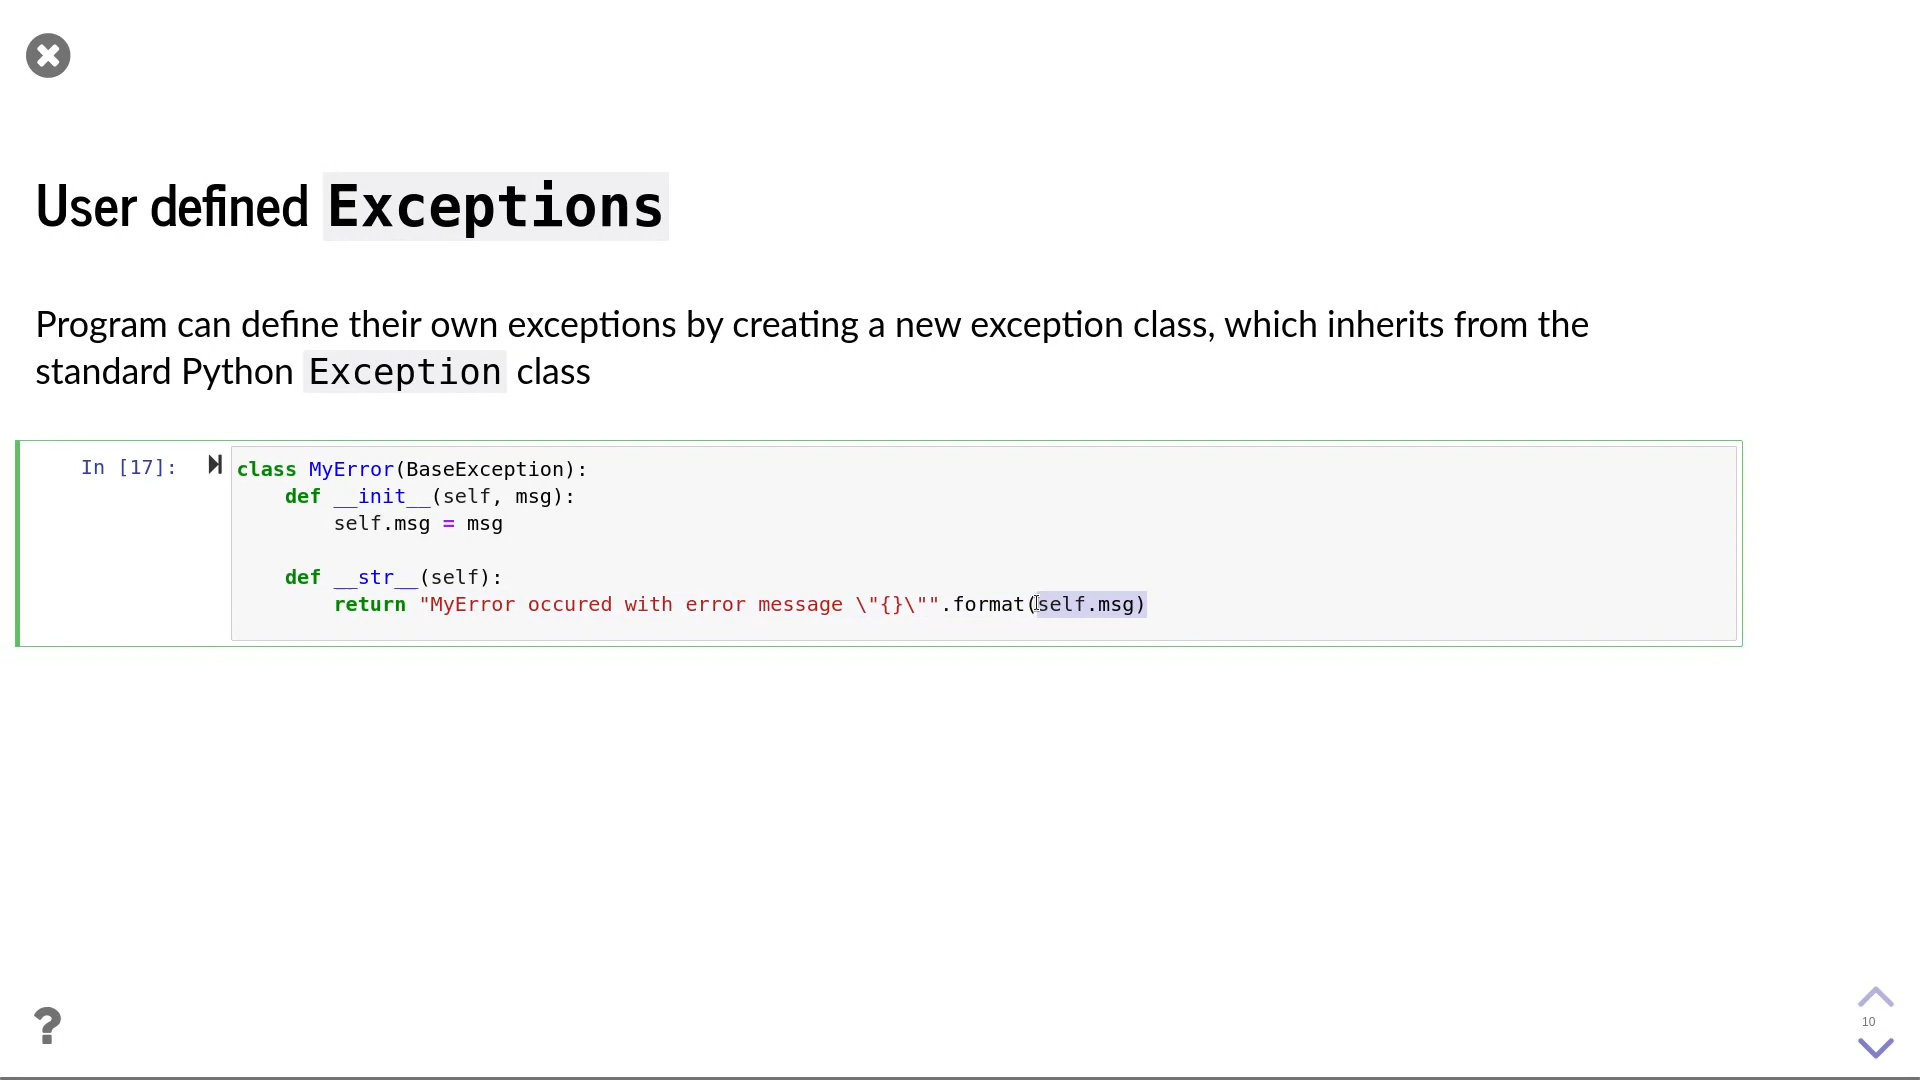 User defined Exceptions
Program can define their own exceptions by creating a new exception class, which inherits from the
standard Python Exception class
In [17]:
class MyError(BaseException):
    def __init__(self, msg):
        self.msg = msg
    def __str__(self):
        return "MyError occured with error message \"{}\"".format(self.msg)
?
10